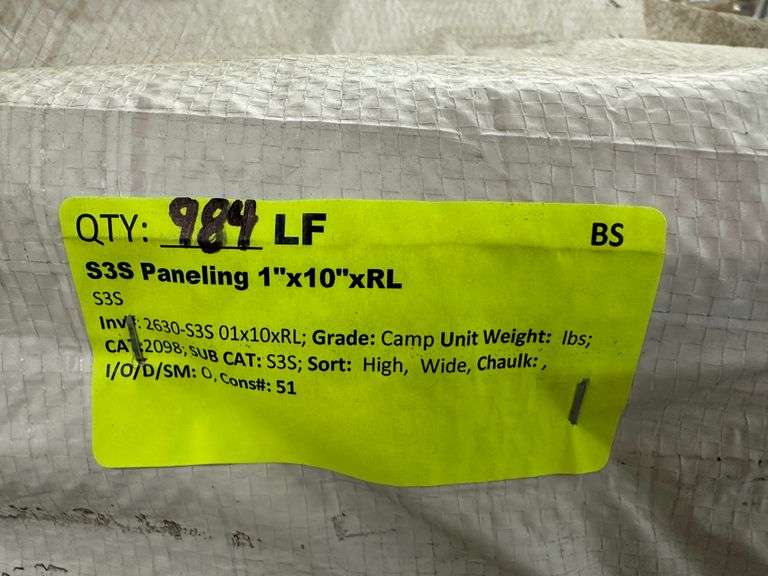 QTY: 984 LF BS
S3S Paneling 1"x10"xRL
S3S
Inv#: 2630-S3S 01x10xRL; Grade: Camp Unit Weight: lbs;
CAT:2098; SUB CAT: S3S; Sort: High, Wide, Chaulk: ,
I/O/D/SM: O, Cons#: 51